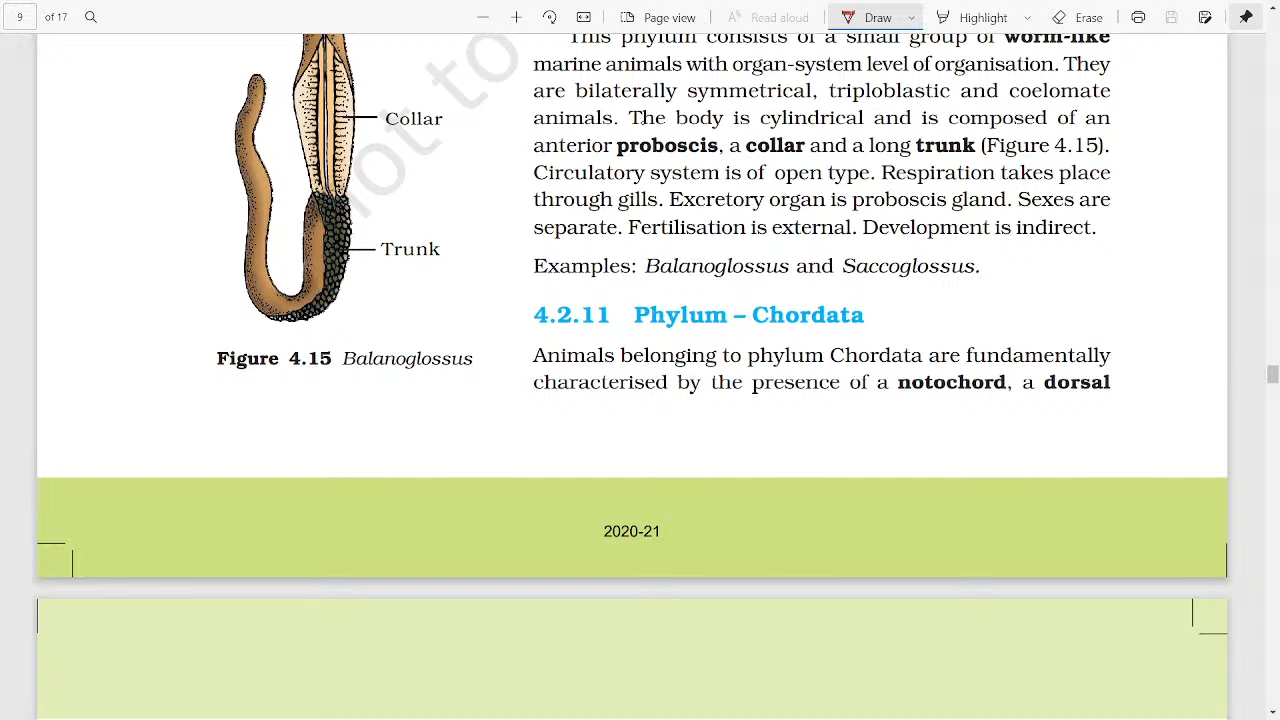 9 of 17 Page view Read aloud Draw Highlight Erase
This phylum consists of a small group of worm-like
marine animals with organ-system level of organisation. They
are bilaterally symmetrical, triploblastic and coelomate
animals. The body is cylindrical and is composed of an
anterior proboscis, a collar and a long trunk (Figure 4.15).
Circulatory system is of open type. Respiration takes place
through gills. Excretory organ is proboscis gland. Sexes are
separate. Fertilisation is external. Development is indirect.
Examples: Balanoglossus and Saccoglossus.
4.2.11 Phylum – Chordata
Animals belonging to phylum Chordata are fundamentally
characterised by the presence of a notochord, a dorsal
Collar
Trunk
Figure 4.15 Balanoglossus
not to
2020-21